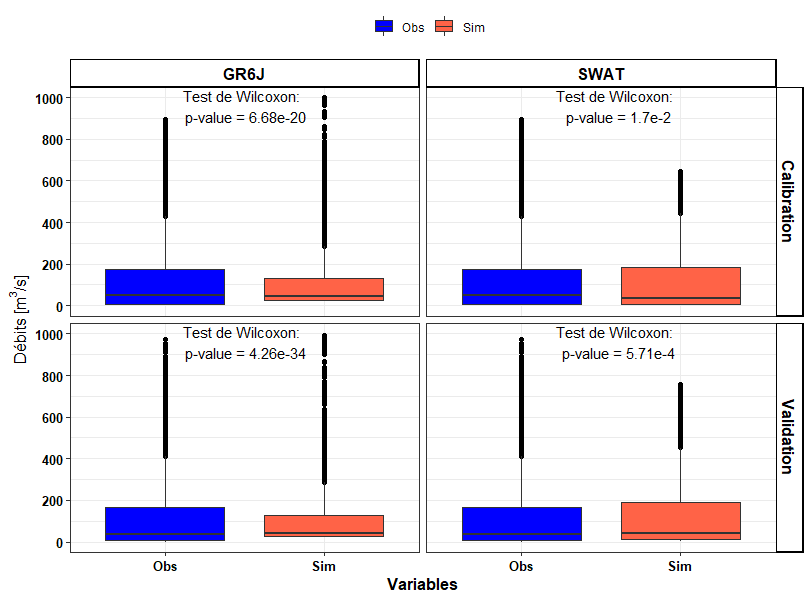 Obs Sim
GR6J SWAT
Test de Wilcoxon:
p-value = 6.68e-20
Test de Wilcoxon:
p-value = 1.7e-2
Calibration
1000
800
600
400
200
0
Test de Wilcoxon:
p-value = 4.26e-34
Test de Wilcoxon:
p-value = 5.71e-4
Validation
1000
800
600
400
200
0
Débits [m³/s]
Obs Sim Obs Sim
Variables